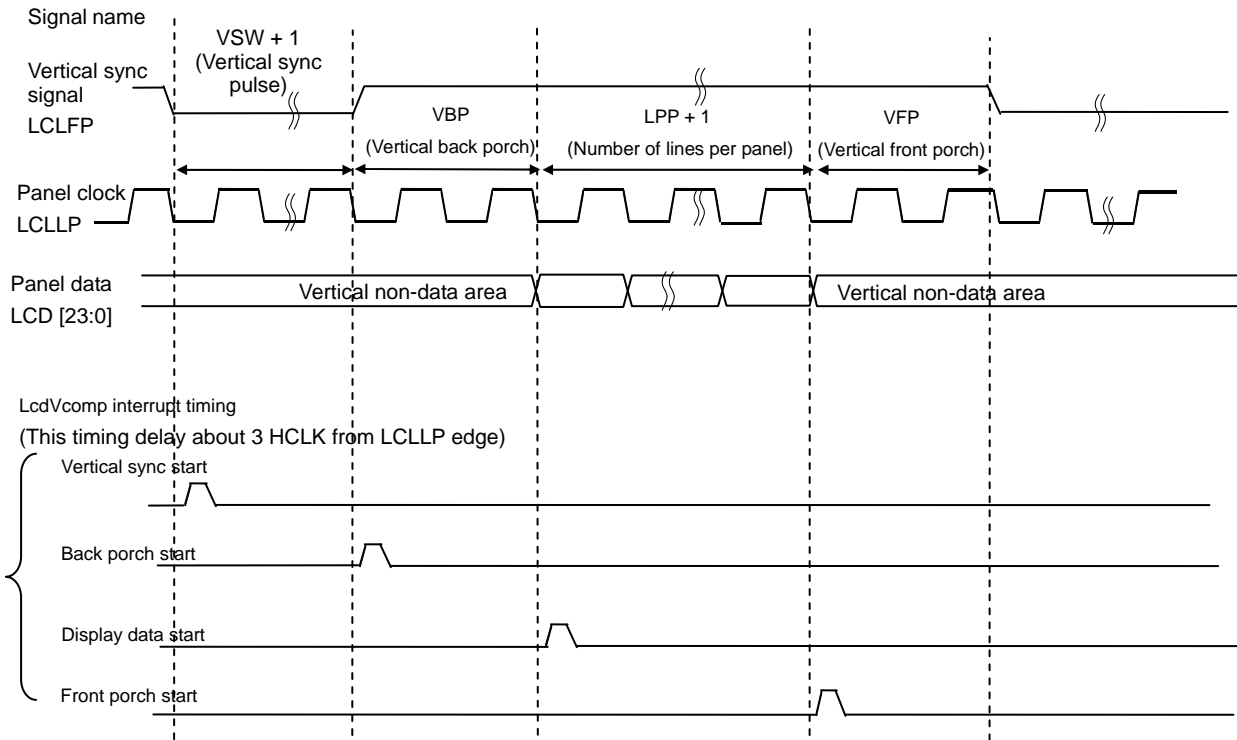 Signal name
VSW + 1
(Vertical sync
pulse)
Vertical sync
signal
LCLFP
VBP
(Vertical back porch)
LPP + 1
(Number of lines per panel)
VFP
(Vertical front porch)
Panel clock
LCLLP
Panel data
LCD [23:0]
Vertical non-data area
Vertical non-data area
LcdVcomp interrupt timing
(This timing delay about 3 HCLK from LCLLP edge)
Vertical sync start
Back porch start
Display data start
Front porch start